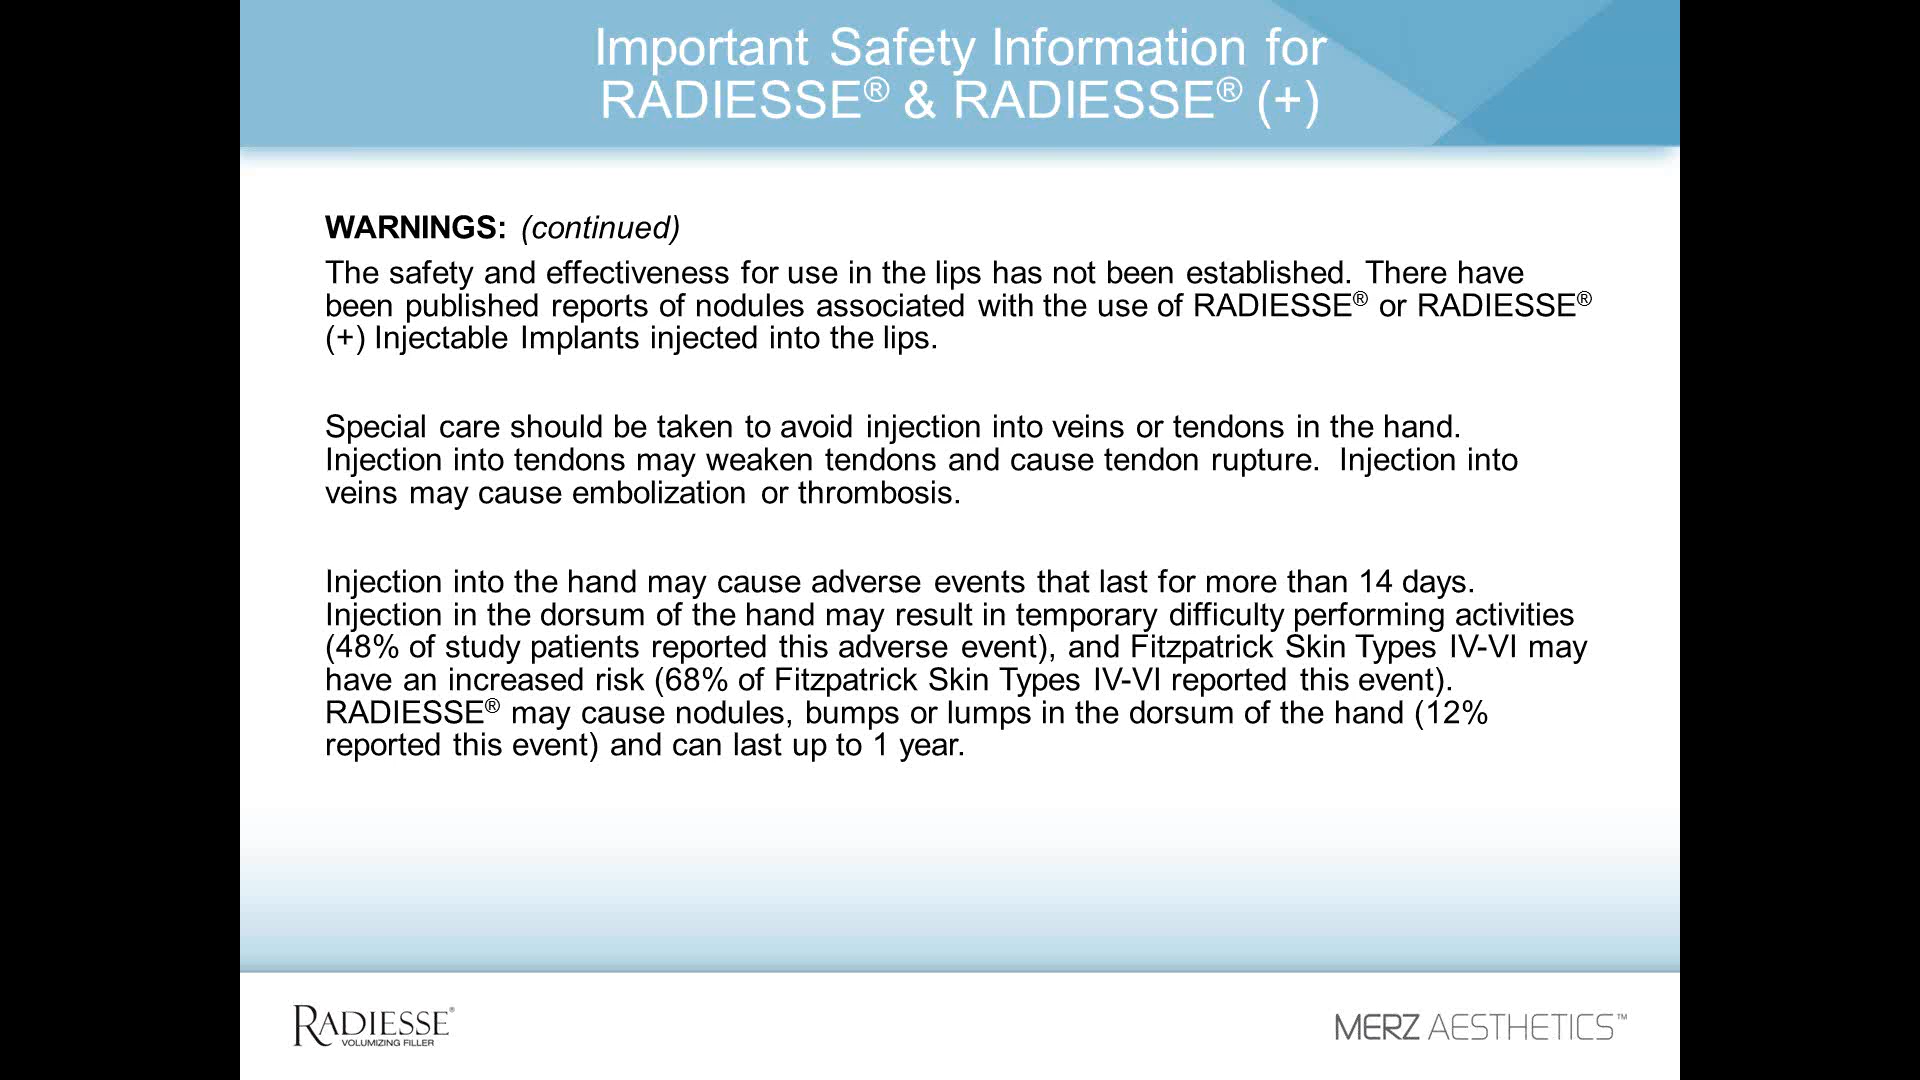 Important Safety Information for
RADIESSE® & RADIESSE® (+)
WARNINGS: (continued)
The safety and effectiveness for use in the lips has not been established. There have
been published reports of nodules associated with the use of RADIESSE® or RADIESSE®
(+) Injectable Implants injected into the lips.
Special care should be taken to avoid injection into veins or tendons in the hand.
Injection into tendons may weaken tendons and cause tendon rupture. Injection into
veins may cause embolization or thrombosis.
Injection into the hand may cause adverse events that last for more than 14 days.
Injection in the dorsum of the hand may result in temporary difficulty performing activities
(48% of study patients reported this adverse event), and Fitzpatrick Skin Types IV-VI may
have an increased risk (68% of Fitzpatrick Skin Types IV-VI reported this event).
RADIESSE® may cause nodules, bumps or lumps in the dorsum of the hand (12%
reported this event) and can last up to 1 year.
RADIESSE®
VOLUMIZING FILLER
MERZ AESTHETICS™